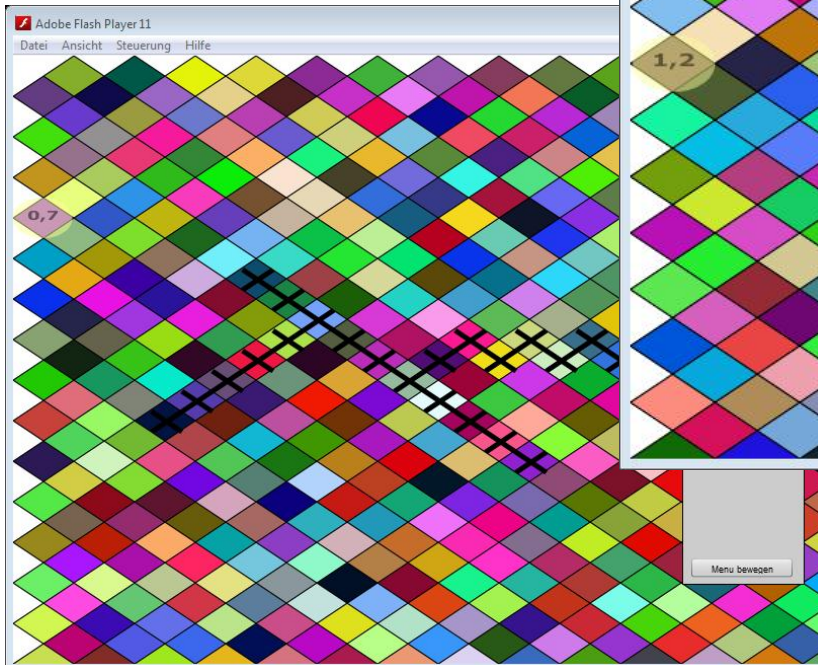 Adobe Flash Player 11
Datei Ansicht Steuerung Hilfe
1,2
0,7
Menu bewegen